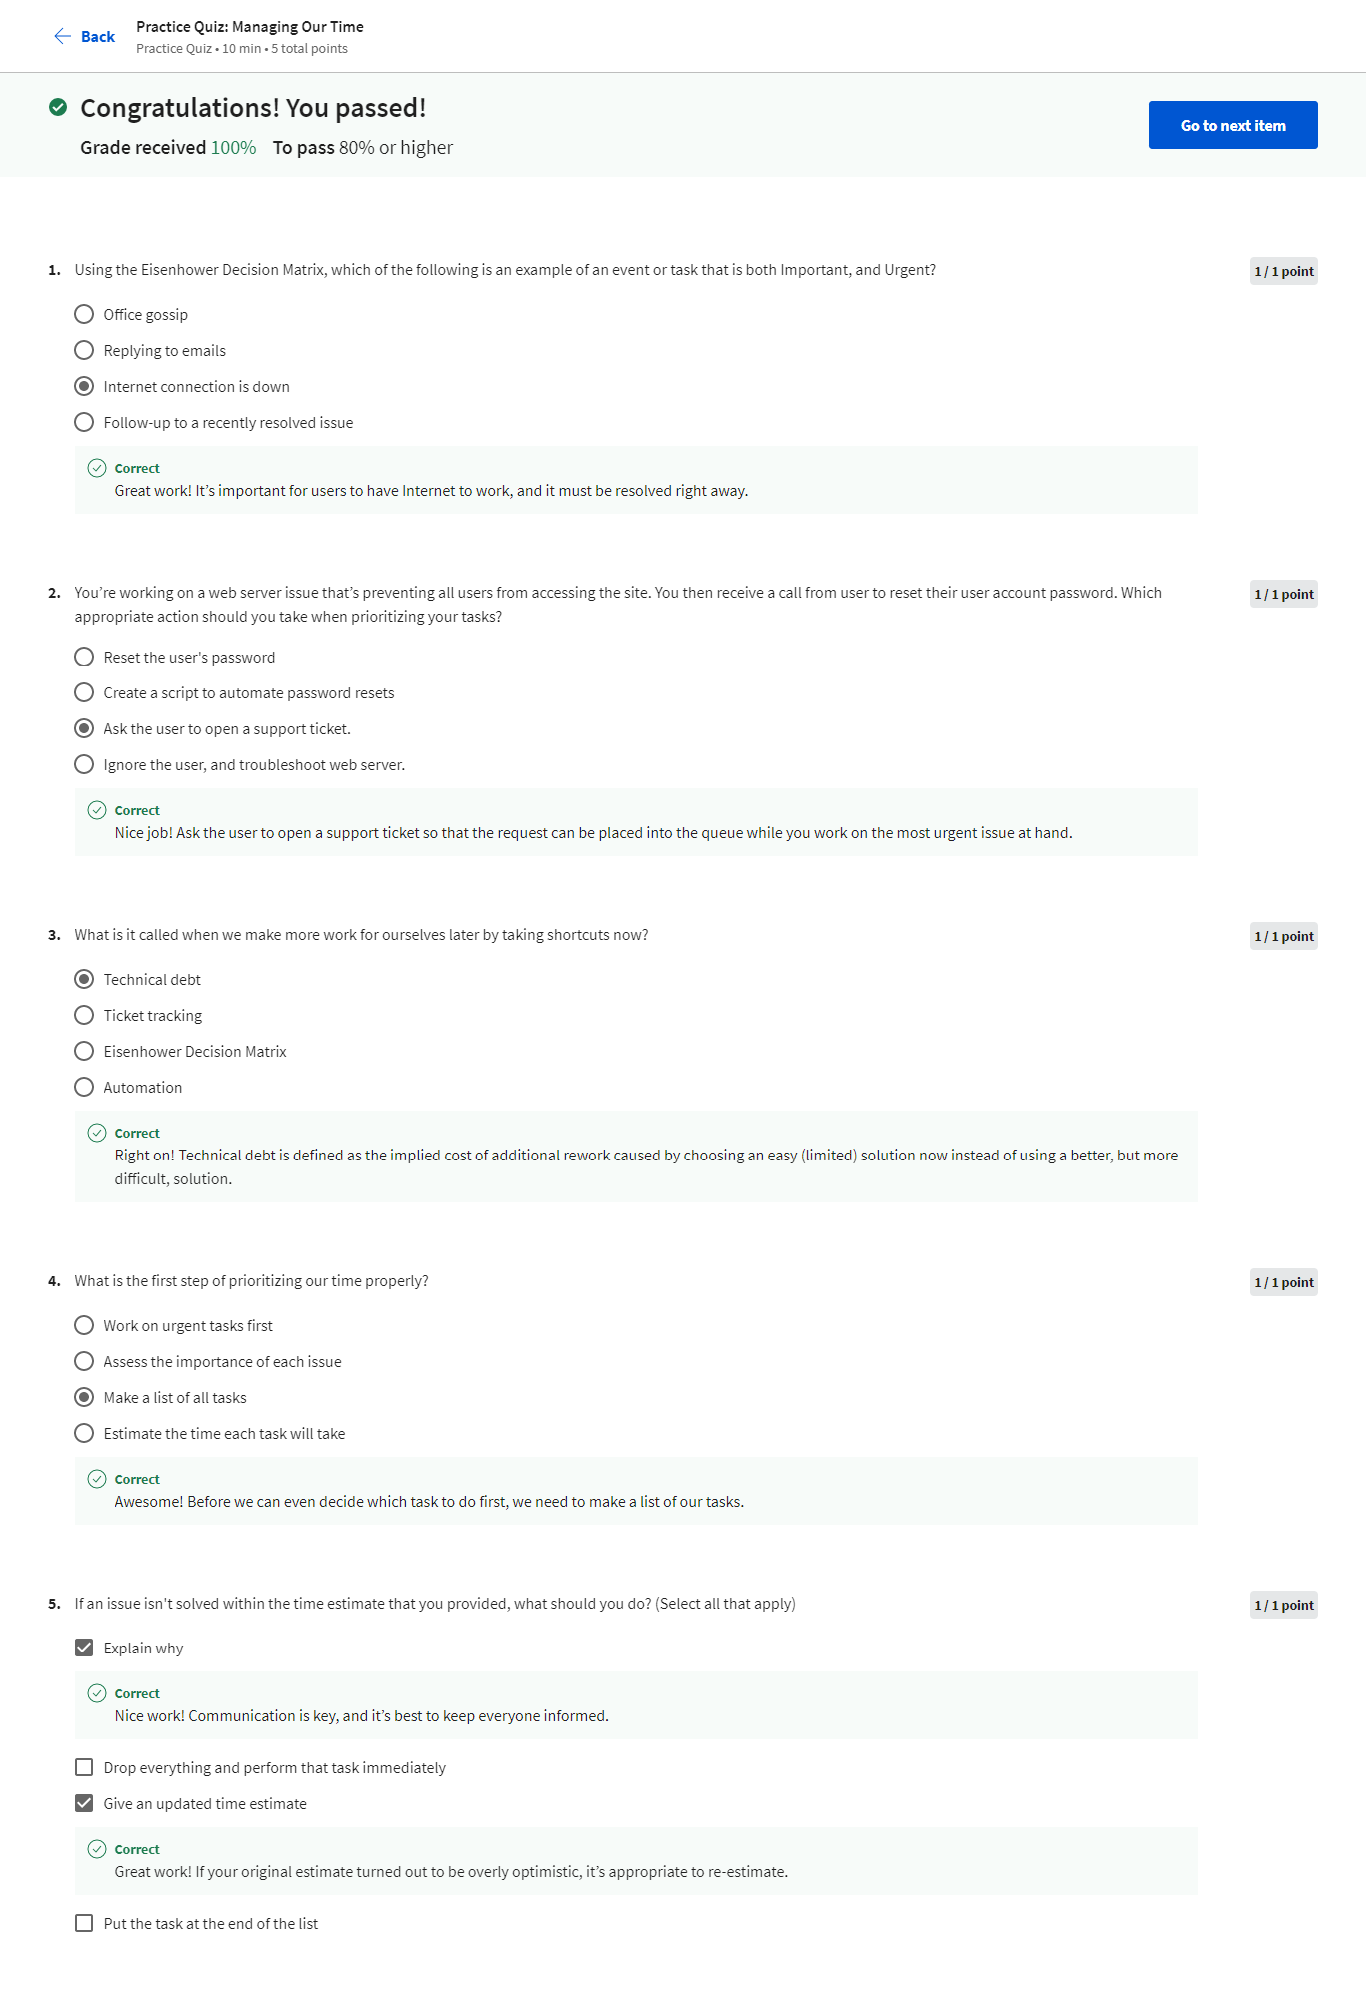 Back
Practice Quiz: Managing Our Time
Practice Quiz • 10 min • 5 total points
Congratulations! You passed!
Grade received 100% To pass 80% or higher
Go to next item
1. Using the Eisenhower Decision Matrix, which of the following is an example of an event or task that is both Important, and Urgent?
1 / 1 point
Office gossip
Replying to emails
Internet connection is down
Follow-up to a recently resolved issue
Correct
Great work! It’s important for users to have Internet to work, and it must be resolved right away.
2. You’re working on a web server issue that’s preventing all users from accessing the site. You then receive a call from user to reset their user account password. Which
appropriate action should you take when prioritizing your tasks?
1 / 1 point
Reset the user's password
Create a script to automate password resets
Ask the user to open a support ticket.
Ignore the user, and troubleshoot web server.
Correct
Nice job! Ask the user to open a support ticket so that the request can be placed into the queue while you work on the most urgent issue at hand.
3. What is it called when we make more work for ourselves later by taking shortcuts now?
1 / 1 point
Technical debt
Ticket tracking
Eisenhower Decision Matrix
Automation
Correct
Right on! Technical debt is defined as the implied cost of additional rework caused by choosing an easy (limited) solution now instead of using a better, but more
difficult, solution.
4. What is the first step of prioritizing our time properly?
1 / 1 point
Work on urgent tasks first
Assess the importance of each issue
Make a list of all tasks
Estimate the time each task will take
Correct
Awesome! Before we can even decide which task to do first, we need to make a list of our tasks.
5. If an issue isn't solved within the time estimate that you provided, what should you do? (Select all that apply)
1 / 1 point
Explain why
Correct
Nice work! Communication is key, and it’s best to keep everyone informed.
Drop everything and perform that task immediately
Give an updated time estimate
Correct
Great work! If your original estimate turned out to be overly optimistic, it’s appropriate to re-estimate.
Put the task at the end of the list